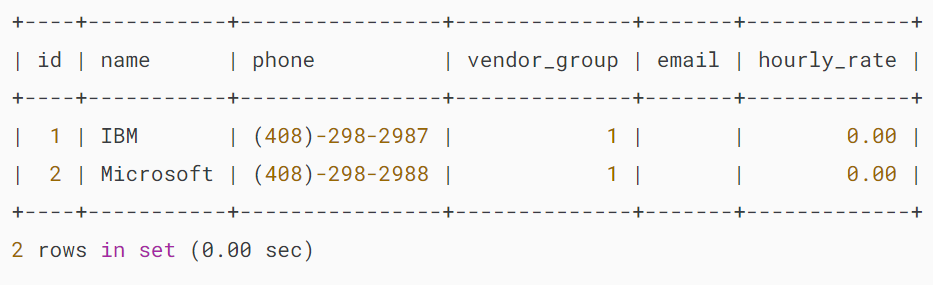 +----+-----------+----------------+--------------+-------+-------------+
| id | name      | phone          | vendor_group | email | hourly_rate |
+----+-----------+----------------+--------------+-------+-------------+
|  1 | IBM       | (408)-298-2987 |            1 |       |        0.00 |
|  2 | Microsoft | (408)-298-2988 |            1 |       |        0.00 |
+----+-----------+----------------+--------------+-------+-------------+
2 rows in set (0.00 sec)